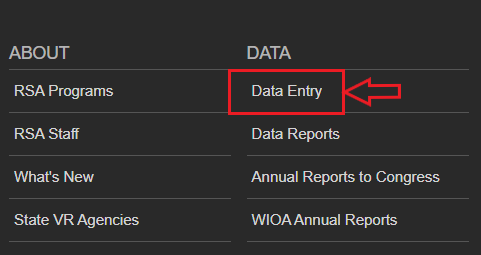 ABOUT
RSA Programs
RSA Staff
What's New
State VR Agencies
DATA
Data Entry
Data Reports
Annual Reports to Congress
WIOA Annual Reports